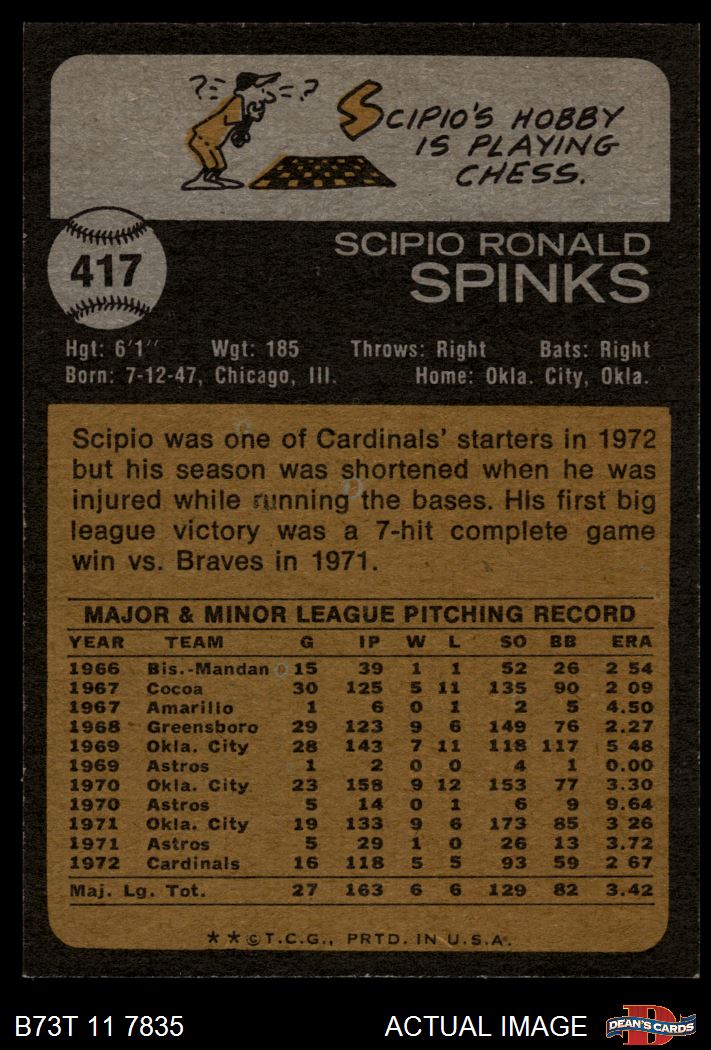 ? ? = = ?
SCIPIO'S HOBBY
IS PLAYING
CHESS.
417
SCIPIO RONALD
SPINKS
Hgt: 6'1" Wgt: 185 Throws: Right Bats: Right
Born: 7-12-47, Chicago, Ill. Home: Okla. City, Okla.
Scipio was one of Cardinals' starters in 1972
but his season was shortened when he was
injured while running the bases. His first big
league victory was a 7-hit complete game
win vs. Braves in 1971.
MAJOR & MINOR LEAGUE PITCHING RECORD
YEAR TEAM G IP W L SO BB ERA
1966 Bis.-Mandan 15 39 1 1 52 26 2 54
1967 Cocoa 30 125 5 11 135 90 2 09
1967 Amarillo 1 6 0 1 2 5 4.50
1968 Greensboro 29 123 9 6 149 76 2.27
1969 Okla. City 28 143 7 11 118 117 5 48
1969 Astros 1 2 0 0 4 1 0.00
1970 Okla. City 23 158 9 12 153 77 3.30
1970 Astros 5 14 0 1 6 9 9.64
1971 Okla. City 19 133 9 6 173 85 3 26
1971 Astros 5 29 1 0 26 13 3.72
1972 Cardinals 16 118 5 5 93 59 2 67
Maj. Lg. Tot. 27 163 6 6 129 82 3.42
* * © T.C.G., PRTD. IN U.S.A.
B73T 11 7835 ACTUAL IMAGE D DEAN'S CARDS